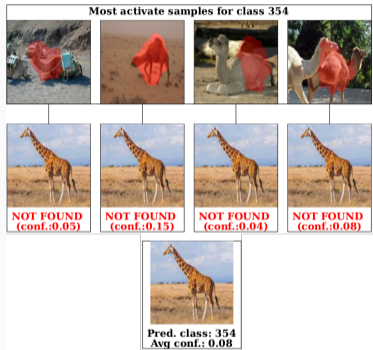 Most activate samples for class 354
NOT FOUND
(conf.:0.05)
NOT FOUND
(conf.:0.15)
NOT FOUND
(conf.:0.04)
NOT FOUND
(conf.:0.08)
Pred. class: 354
Avg conf.: 0.08